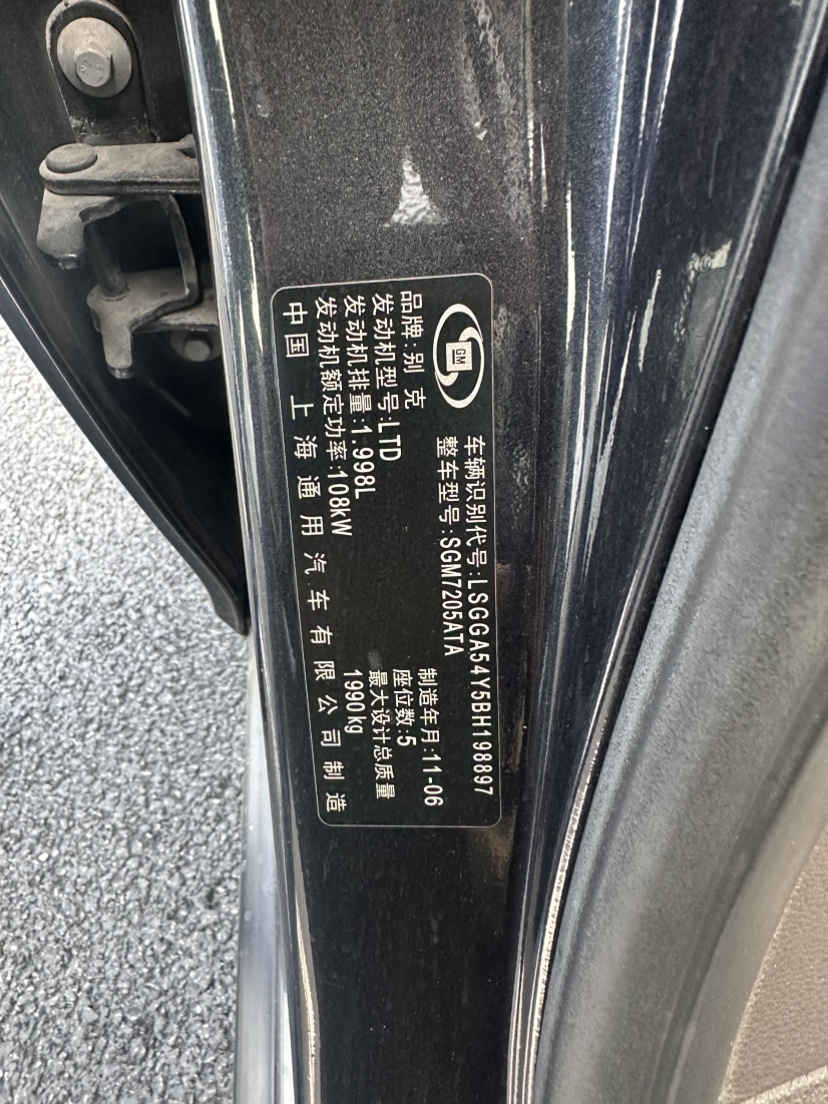 GM
车辆识别代号:LSGGA54Y5BH198897
整车型号:SGM7205ATA
品牌:别克
制造年月:11-06
发动机型号:LTD
座位数:5
发动机排量:1.998L
最大设计总质量
发动机额定功率:108kW
1990kg
中国 上海通用汽车有限公司制造